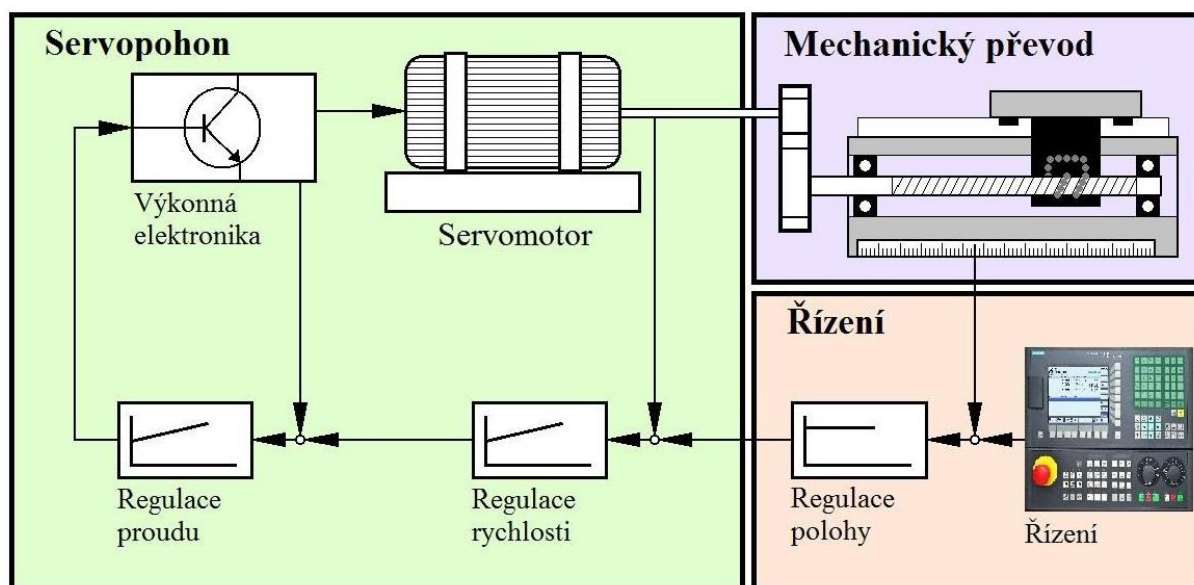 Servopohon
Mechanický převod
Výkonná
elektronika
Servomotor
Řízení
Regulace
proudu
Regulace
rychlosti
Regulace
polohy
Řízení